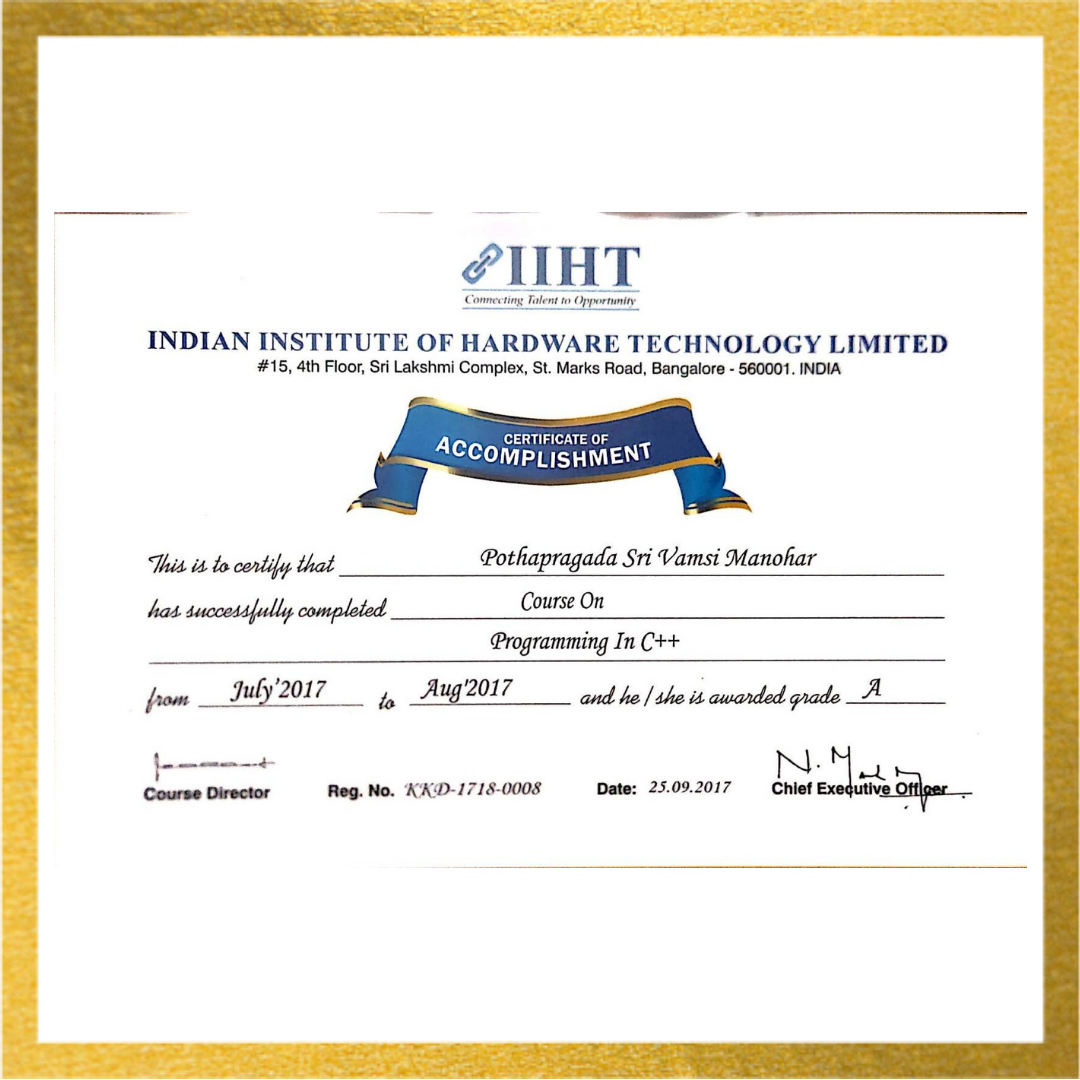 IIHT
Connecting Talent to Opportunity
INDIAN INSTITUTE OF HARDWARE TECHNOLOGY LIMITED
#15, 4th Floor, Sri Lakshmi Complex, St. Marks Road, Bangalore - 560001. INDIA
CERTIFICATE OF
ACCOMPLISHMENT
This is to certify that Pothapragada Sri Vamsi Manohar
has successfully completed Course On
Programming In C++
from July'2017 to Aug'2017 and he / she is awarded grade A
Course Director Reg. No. KKD-1718-0008 Date: 25.09.2017 Chief Executive Officer